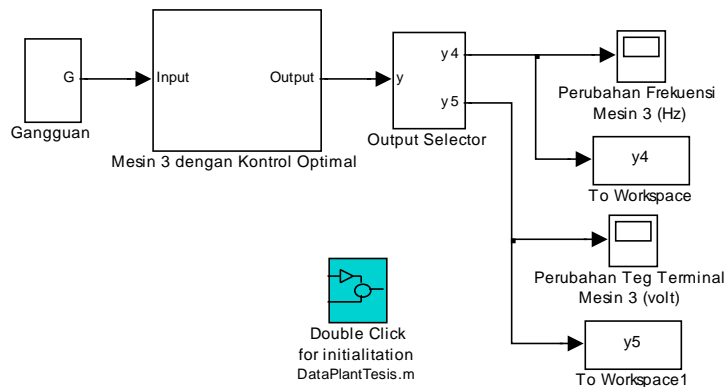 G
Gangguan
Input
Output
Mesin 3 dengan Kontrol Optimal
y
y4
y5
Output Selector
Perubahan Frekuensi
Mesin 3 (Hz)
y4
To Workspace
Perubahan Teg Terminal
Mesin 3 (volt)
y5
To Workspace1
Double Click
for initialitation
DataPlantTesis.m